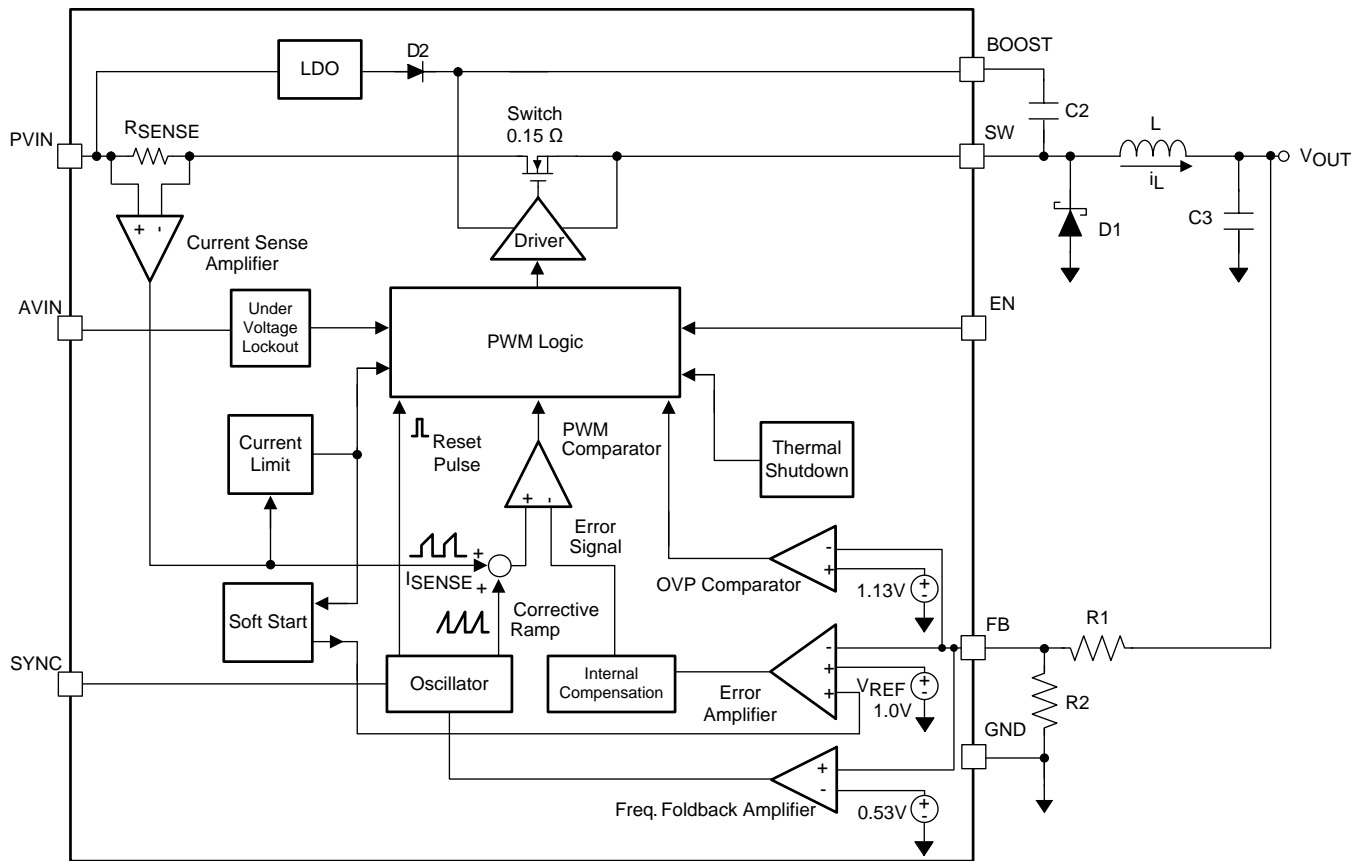 BOOST
D2
LDO
Switch
0.15 Ω
C2
PVIN
RSENSE
SW
L
VOUT
iL
+ -
Current Sense
Amplifier
Driver
D1
C3
AVIN
Under
Voltage
Lockout
PWM Logic
EN
Current
Limit
Reset
Pulse
PWM
Comparator
Thermal
Shutdown
+ -
Error
Signal
+
ISENSE
+
-
+
OVP Comparator
1.13V
+
-
Soft Start
Corrective
Ramp
FB
R1
SYNC
Oscillator
Internal
Compensation
Error
Amplifier
-
+
+
VREF
1.0V
+
-
R2
GND
+
-
Freq. Foldback Amplifier
0.53V
+
-